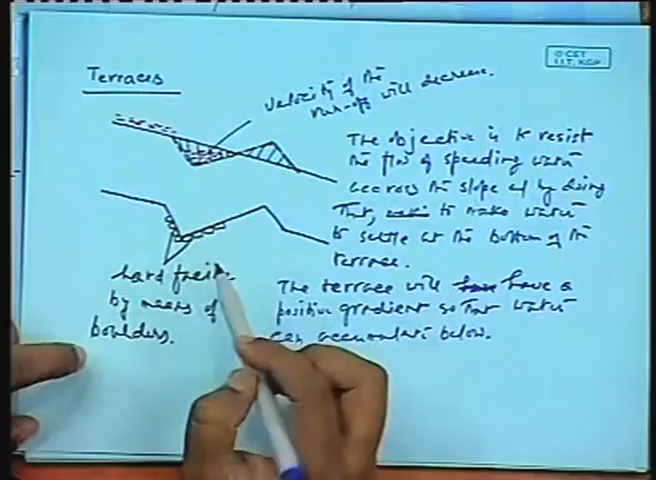 Terraces
© CET
I.I.T. KGP
Velocity of the
run-off will decrease.
The objective is to resist
the flow of speeding water
accross the slope and by doing
that, to make water
to settle at the bottom of the
terrace.
hard facing
by means of
boulders.
The terrace will have a
positive gradient so that water
can accumulate below.